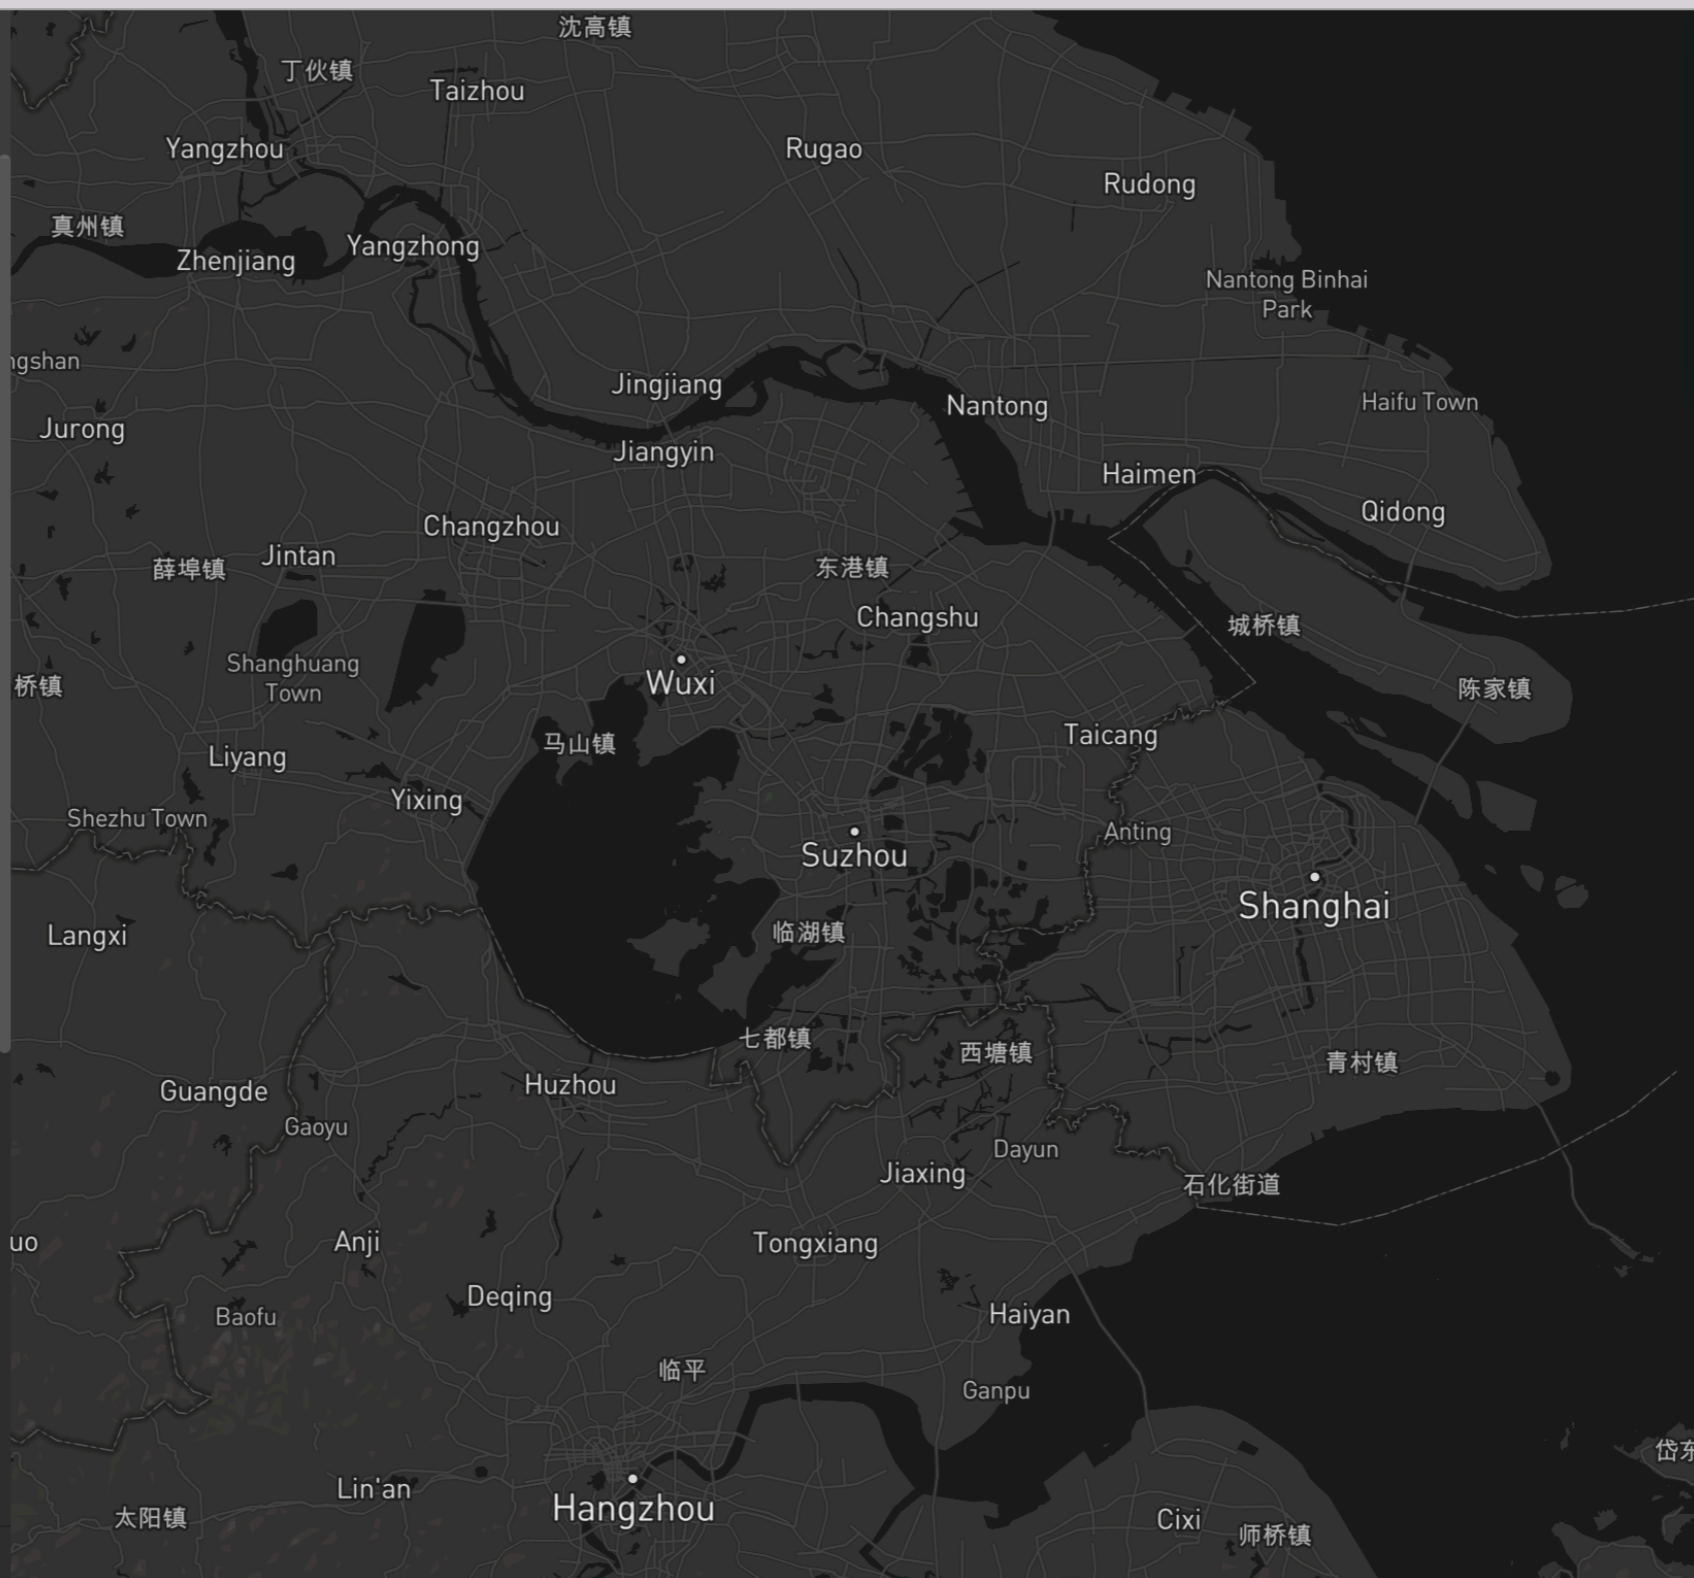 沈高镇
丁伙镇
Taizhou
Yangzhou
Rugao
Rudong
真州镇
Yangzhong
Zhenjiang
Nantong Binhai
Park
ngshan
Jingjiang
Haifu Town
Nantong
Jurong
Jiangyin
Haimen
Qidong
Changzhou
Jintan
薛埠镇
东港镇
Changshu
城桥镇
Shanghuang
Town
桥镇
Wuxi
陈家镇
Taicang
马山镇
Liyang
Yixing
Shezhu Town
Anting
Suzhou
Shanghai
Langxi
临湖镇
七都镇
西塘镇
青村镇
Huzhou
Guangde
Gaoyu
Dayun
Jiaxing
石化街道
uo
Anji
Tongxiang
Deqing
Baofu
Haiyan
临平
Ganpu
岱东
Lin'an
Hangzhou
太阳镇
Cixi
师桥镇